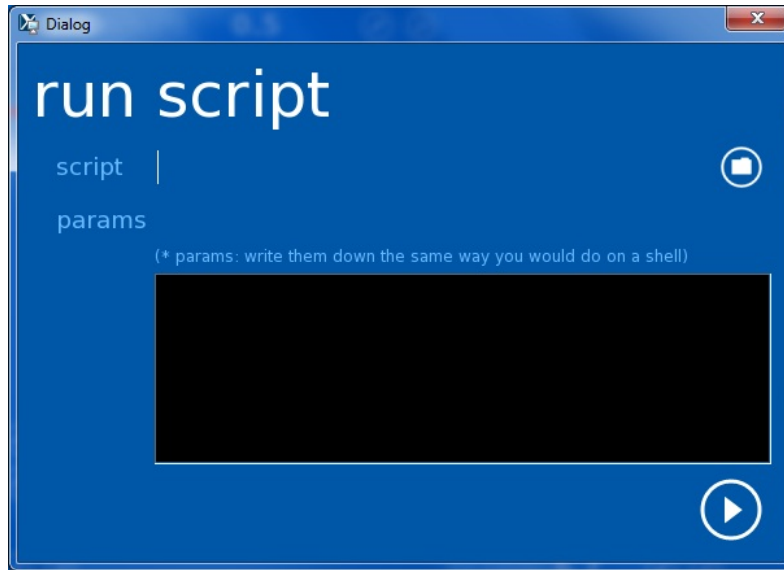 Dialog
run script
script
params
(* params: write them down the same way you would do on a shell)